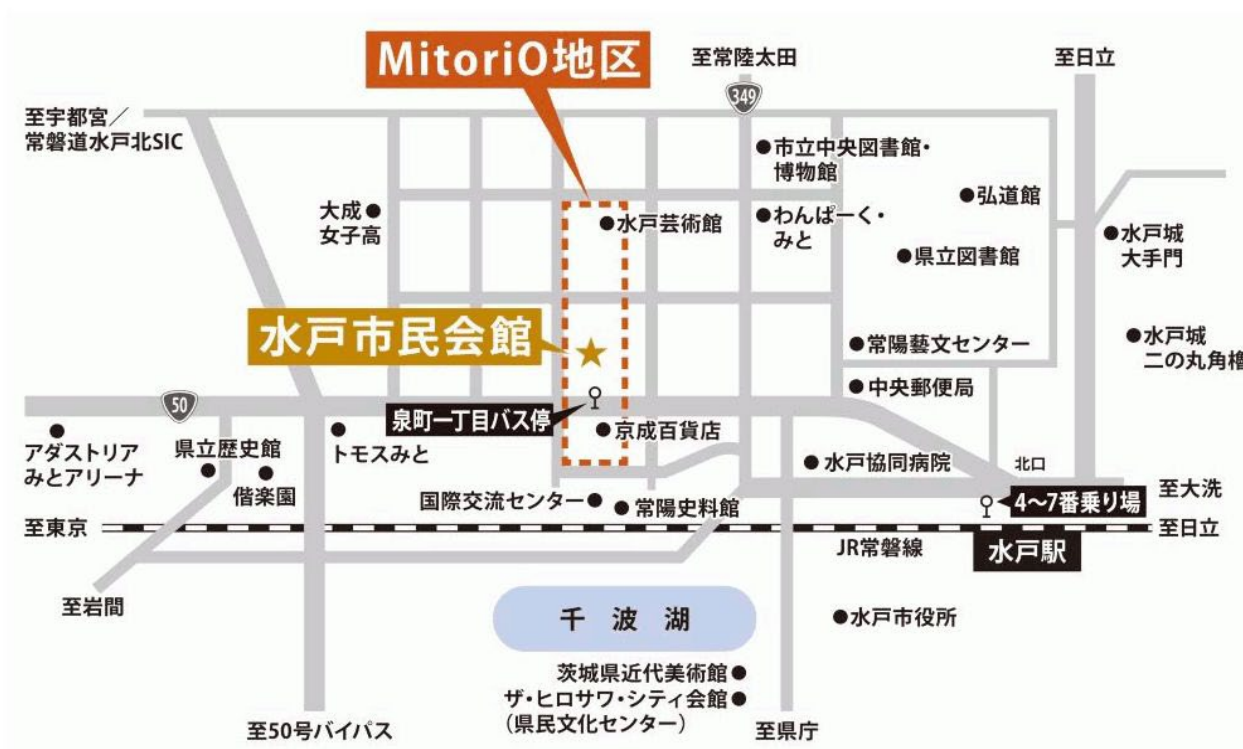 MitoriO地区
至常陸太田
至日立
349
至宇都宮／
常磐道水戸北SIC
市立中央図書館・
博物館
弘道館
大成
女子高
水戸芸術館
わんぱーく・
みと
水戸城
大手門
県立図書館
水戸市民会館
常陽藝文センター
水戸城
二の丸角櫓
中央郵便局
50
泉町一丁目バス停
京成百貨店
アダストリア
みとアリーナ
県立歴史館
トモスみと
偕楽園
水戸協同病院
北口
国際交流センター
常陽史料館
4〜7番乗り場
至大洗
至東京
至日立
JR常磐線
水戸駅
至岩間
千波湖
水戸市役所
茨城県近代美術館
ザ・ヒロサワ・シティ会館
（県民文化センター）
至50号バイパス
至県庁